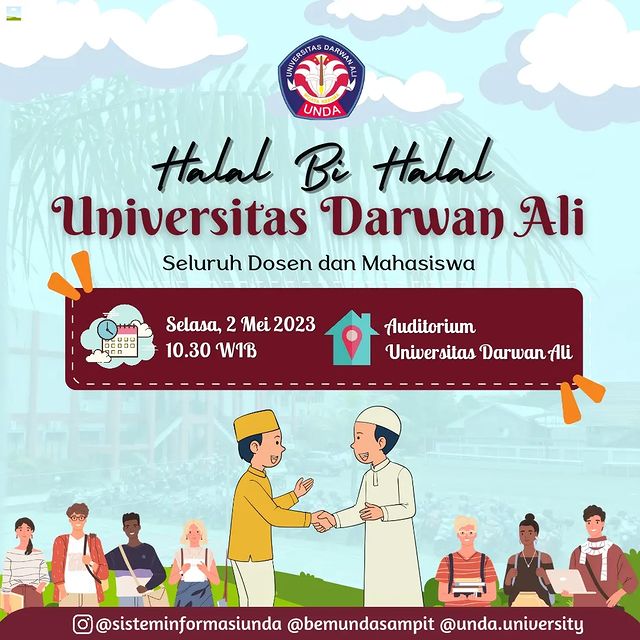 UNIVERSITAS DARWAN ALI
UNDA
Halal Bi Halal
Universitas Darwan Ali
Seluruh Dosen dan Mahasiswa
Selasa, 2 Mei 2023
10.30 WIB
Auditorium
Universitas Darwan Ali
@sisteminformasiunda @bemundasampit @unda.university